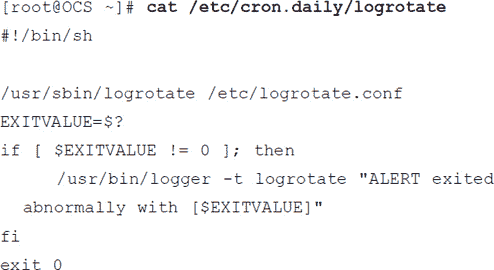 [root@OCS ~]# cat /etc/cron.daily/logrotate
#!/bin/sh
/usr/sbin/logrotate /etc/logrotate.conf
EXITVALUE=$?
if [ $EXITVALUE != 0 ]; then
/usr/bin/logger -t logrotate "ALERT exited
abnormally with [$EXITVALUE]"
fi
exit 0